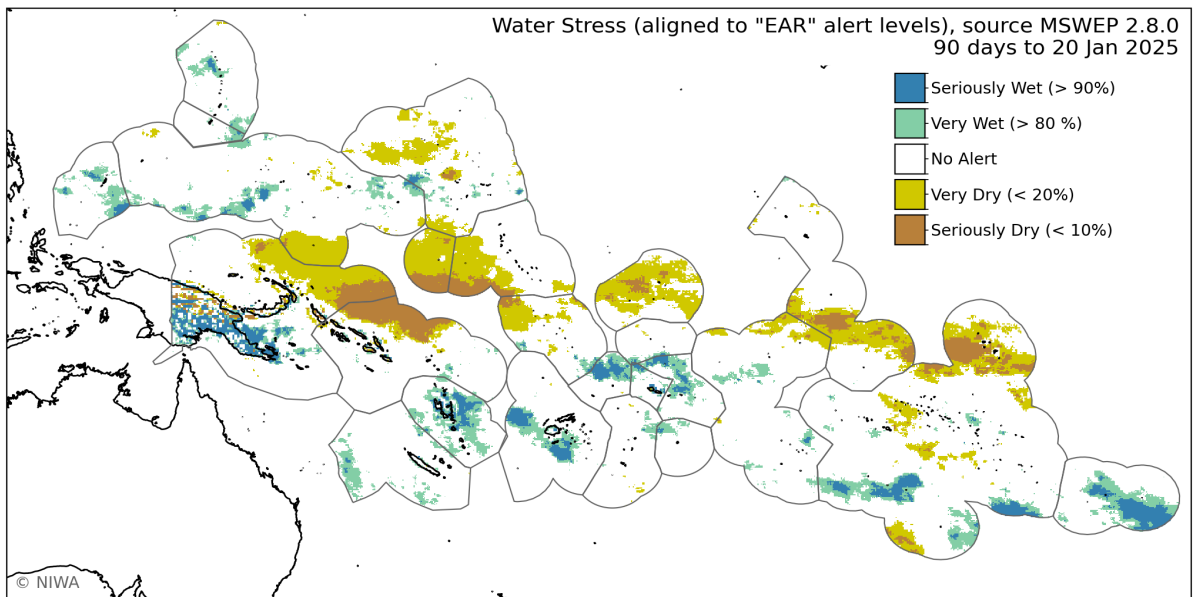 Water Stress (aligned to "EAR" alert levels), source MSWEP 2.8.0
90 days to 20 Jan 2025
Seriously Wet (> 90%)
Very Wet (> 80 %)
No Alert
Very Dry (< 20%)
Seriously Dry (< 10%)
© NIWA